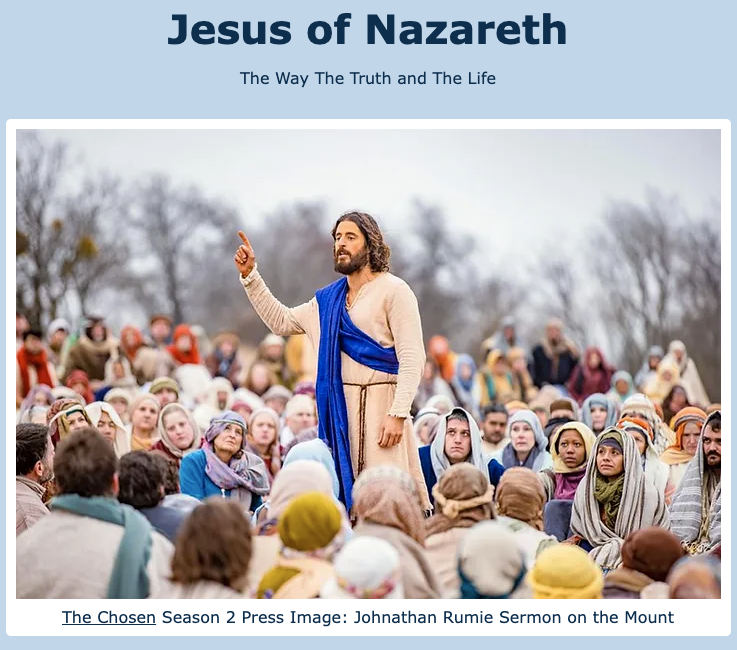 Jesus of Nazareth
The Way The Truth and The Life
The Chosen Season 2 Press Image: Johnathan Rumie Sermon on the Mount